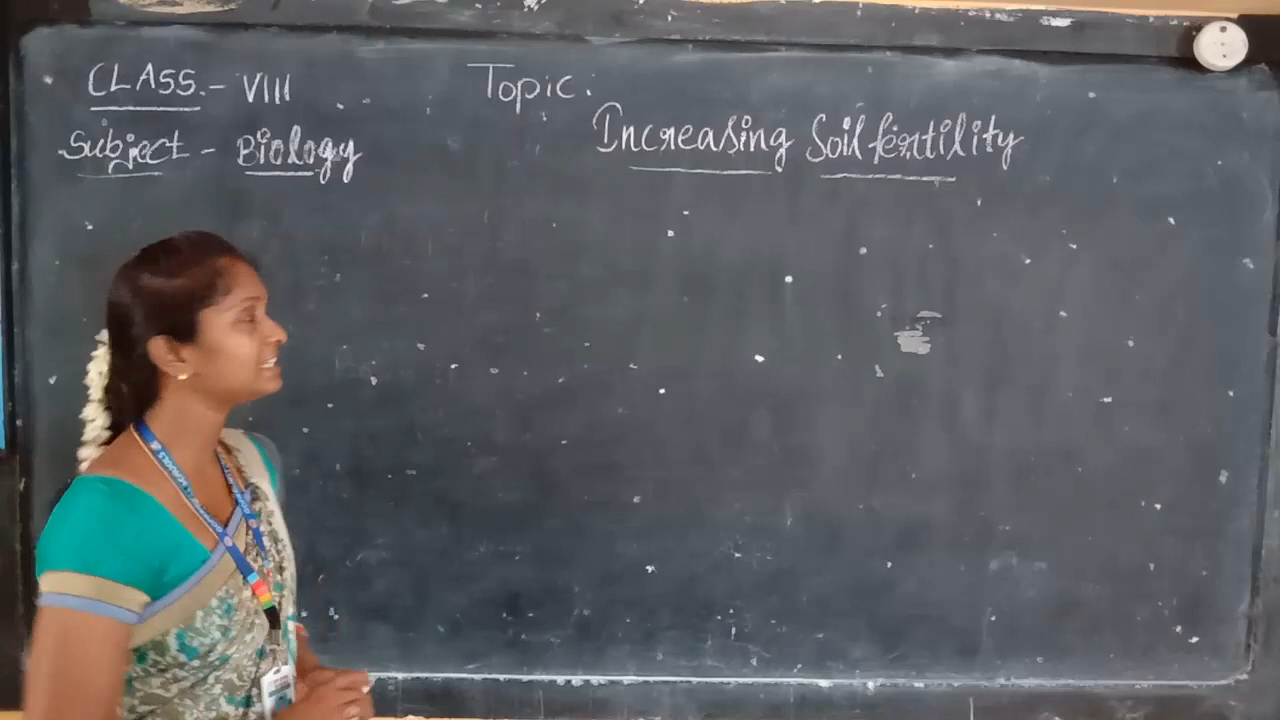 CLASS.- VIII
Topic:
Subject - Biology
Increasing Soil fertility